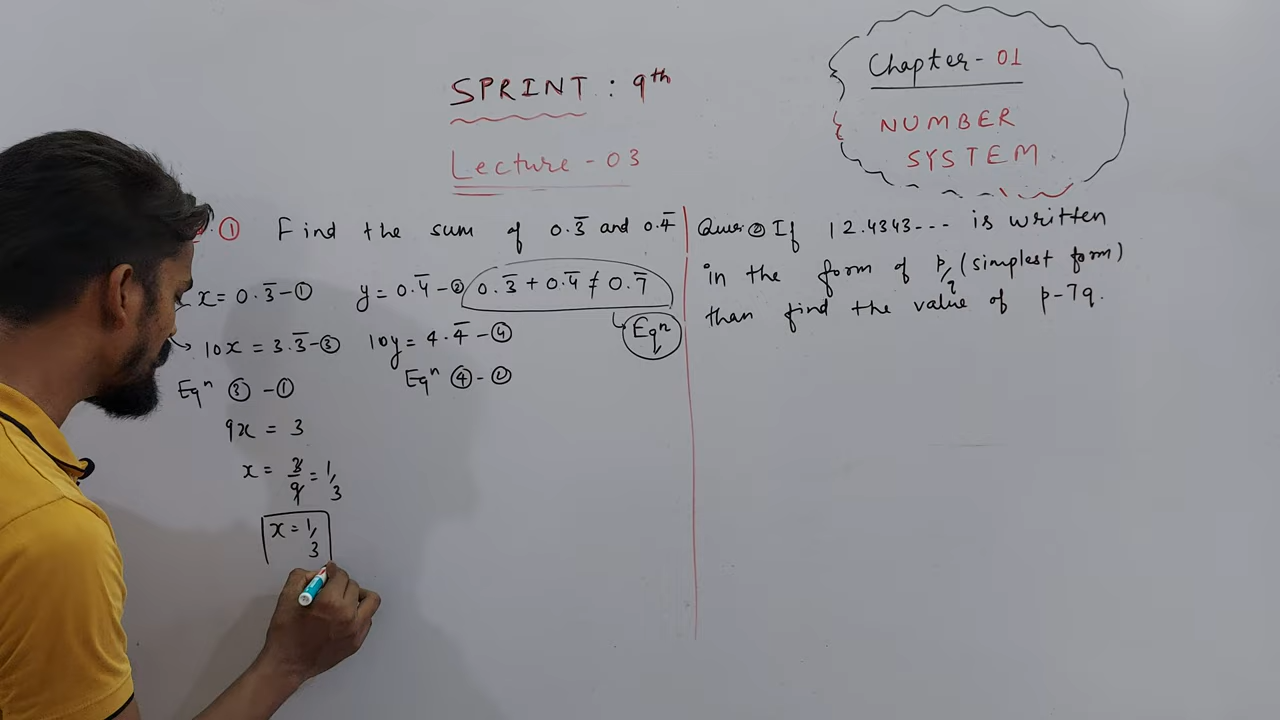 SPRINT : 9th
Lecture - 03
Chapter - 01
NUMBER
SYSTEM
① Find the sum of 0.3̅ and 0.4̅
x = 0.3̅ - ①
y = 0.4̅ - ②
0.3̅ + 0.4̅ ≠ 0.7̅
10x = 3.3̅ - ③
10y = 4.4̅ - ④
Eqⁿ
Eqⁿ ③ - ①
Eqⁿ ④ - ②
9x = 3
x = 3/9 = 1/3
x = 1/3
Ques ② If 12.4343--- is written
in the form of p/q (simplest form)
than find the value of p-7q.